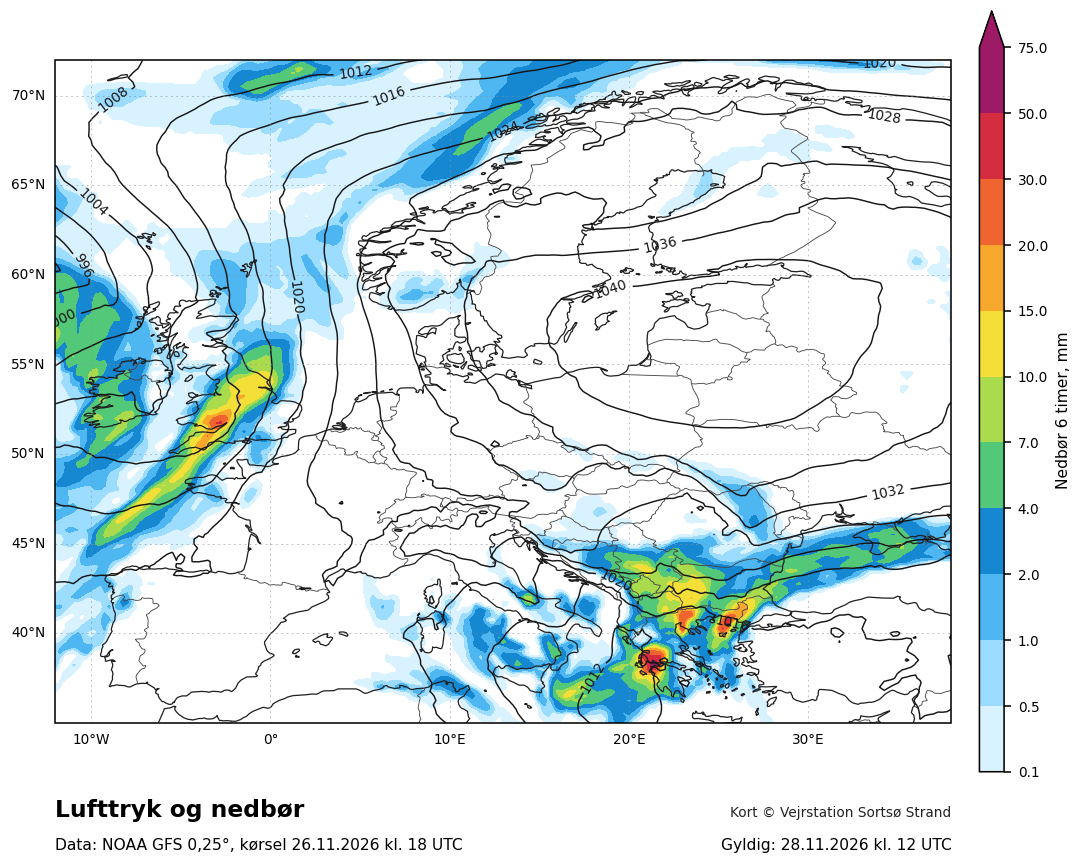 1020
1012
1016
1008
1028
1024
1004
1036
996
1040
1020
000
1032
1020
101
1012
70°N
65°N
60°N
55°N
50°N
45°N
40°N
10°W
0°
10°E
20°E
30°E
75.0
50.0
30.0
20.0
15.0
10.0
7.0
4.0
2.0
1.0
0.5
0.1
Nedbør 6 timer, mm
Lufttryk og nedbør
Kort © Vejrstation Sortsø Strand
Data: NOAA GFS 0,25°, kørsel 26.11.2026 kl. 18 UTC
Gyldig: 28.11.2026 kl. 12 UTC